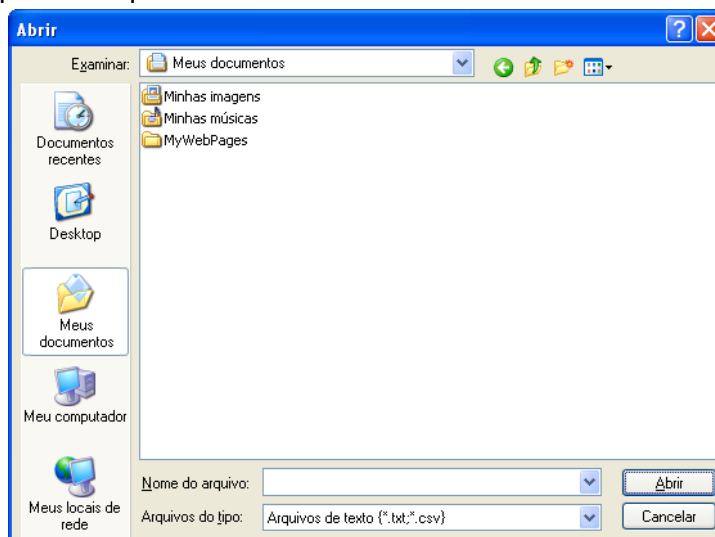 Abrir
Examinar:
Meus documentos
Minhas imagens
Minhas músicas
MyWebPages
Documentos
recentes
Desktop
Meus
documentos
Meu computador
Meus locais de
rede
Nome do arquivo:
Abrir
Arquivos do tipo:
Arquivos de texto {*.txt;*.csv}
Cancelar